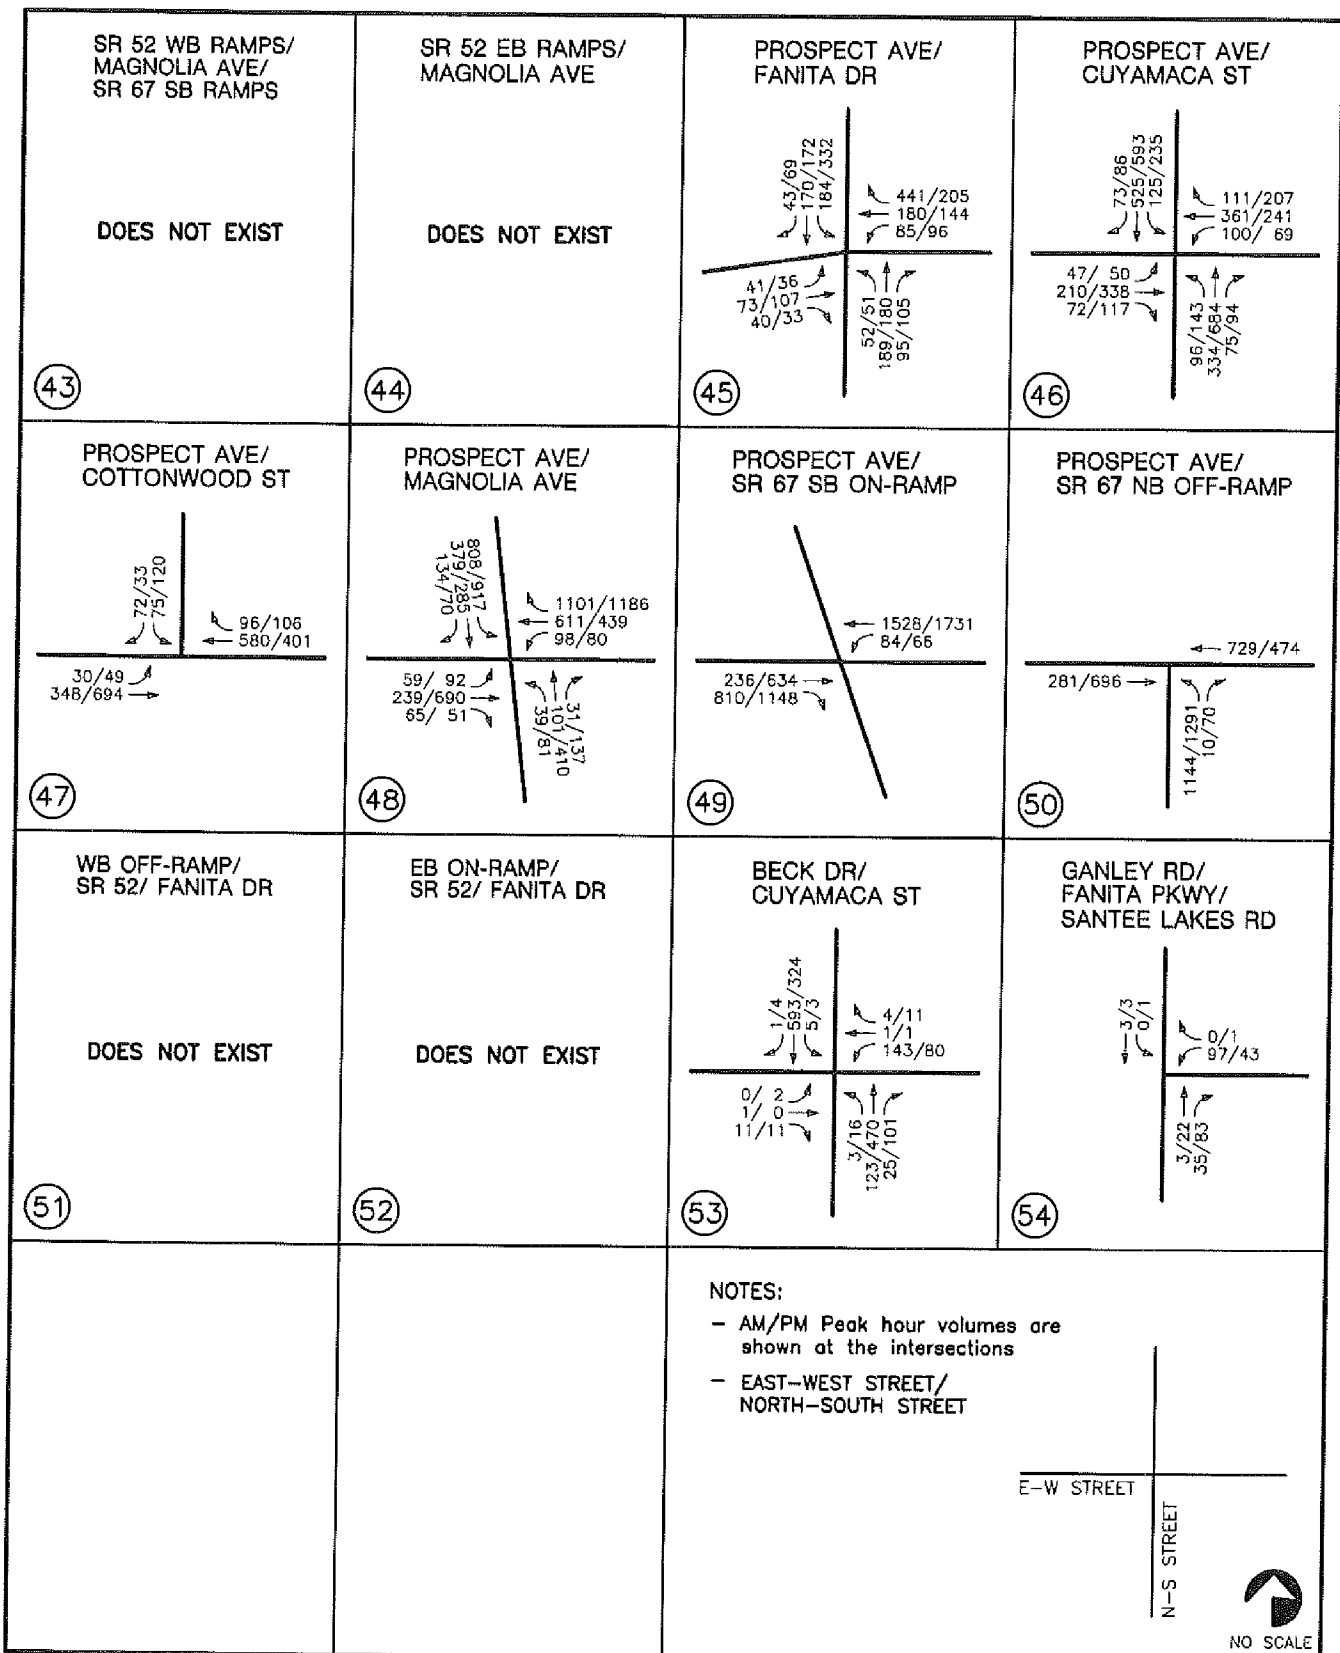 SR 52 WB RAMPS/
MAGNOLIA AVE/
SR 67 SB RAMPS
DOES NOT EXIST
43
SR 52 EB RAMPS/
MAGNOLIA AVE
DOES NOT EXIST
44
PROSPECT AVE/
FANITA DR
43/69
170/172
184/332
441/205
180/144
85/96
41/36
73/107
40/33
52/51
189/180
95/105
45
PROSPECT AVE/
CUYAMACA ST
73/86
525/593
125/235
111/207
361/241
100/ 69
47/ 50
210/338
72/117
96/143
334/684
75/94
46
PROSPECT AVE/
COTTONWOOD ST
72/33
75/120
96/106
580/401
30/49
348/694
47
PROSPECT AVE/
MAGNOLIA AVE
808/917
379/285
134/70
1101/1186
611/439
98/80
59/ 92
239/690
65/ 51
31/137
101/410
39/81
48
PROSPECT AVE/
SR 67 SB ON-RAMP
1528/1731
84/66
236/634
810/1148
49
PROSPECT AVE/
SR 67 NB OFF-RAMP
729/474
281/696
1144/1291
10/70
50
WB OFF-RAMP/
SR 52/ FANITA DR
DOES NOT EXIST
51
EB ON-RAMP/
SR 52/ FANITA DR
DOES NOT EXIST
52
BECK DR/
CUYAMACA ST
1/4
593/324
5/3
4/11
1/1
143/80
0/ 2
1/ 0
11/11
3/16
123/470
25/101
53
GANLEY RD/
FANITA PKWY/
SANTEE LAKES RD
3/3
0/1
0/1
97/43
3/22
35/83
54
NOTES:
- AM/PM Peak hour volumes are
shown at the intersections
- EAST-WEST STREET/
NORTH-SOUTH STREET
E-W STREET
N-S STREET
NO SCALE